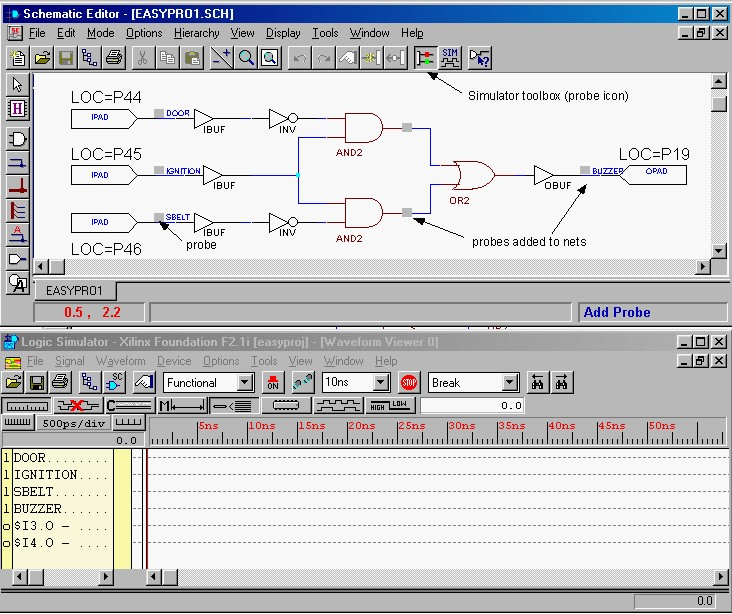 Schematic Editor - [EASYPRO1.SCH]
File Edit Mode Options Hierarchy View Display Tools Window Help
SIM
Simulator toolbox (probe icon)
LOC=P44
IPAD DOOR IBUF INV
AND2
LOC=P45
IPAD IGNITION IBUF
LOC=P19
OBUF BUZZER OPAD
OR2
IPAD SBELT IBUF INV
AND2
LOC=P46
probe
probes added to nets
EASYPRO1
0.5 , 2.2
Add Probe
Logic Simulator - Xilinx Foundation F2.1i [easyproj] - [Waveform Viewer 0]
File Signal Waveform Device Options Tools View Window Help
SC Functional ON 10ns STOP Break
C M HIGH LOW 0.0
500ps/div
0.0
5ns 10ns 15ns 20ns 25ns 30ns 35ns 40ns 45ns 50ns
1 DOOR.......
1 IGNITION....
1 SBELT......
1 BUZZER.....
o $I3.O - ....
o $I4.O - ....
0.0